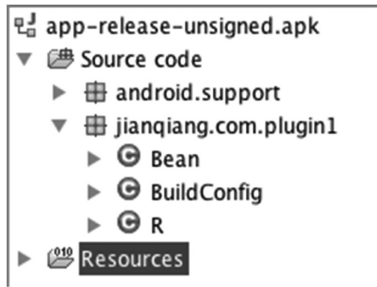 app-release-unsigned.apk
Source code
android.support
jianqiang.com.plugin1
Bean
BuildConfig
R
Resources